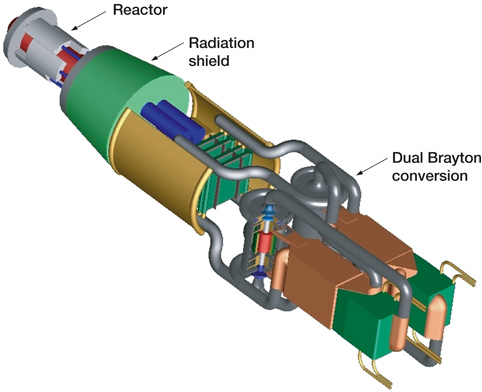 Reactor
Radiation
shield
Dual Brayton
conversion